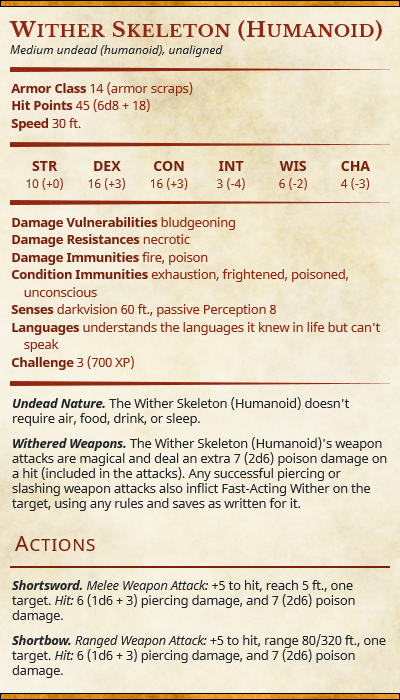 Wither Skeleton (Humanoid)
Medium undead (humanoid), unaligned
Armor Class 14 (armor scraps)
Hit Points 45 (6d8 + 18)
Speed 30 ft.
STR DEX CON INT WIS CHA
10 (+0) 16 (+3) 16 (+3) 3 (-4) 6 (-2) 4 (-3)
Damage Vulnerabilities bludgeoning
Damage Resistances necrotic
Damage Immunities fire, poison
Condition Immunities exhaustion, frightened, poisoned,
unconscious
Senses darkvision 60 ft., passive Perception 8
Languages understands the languages it knew in life but can't
speak
Challenge 3 (700 XP)
Undead Nature. The Wither Skeleton (Humanoid) doesn't
require air, food, drink, or sleep.
Withered Weapons. The Wither Skeleton (Humanoid)'s weapon
attacks are magical and deal an extra 7 (2d6) poison damage on
a hit (included in the attacks). Any successful piercing or
slashing weapon attacks also inflict Fast-Acting Wither on the
target, using any rules and saves as written for it.
Actions
Shortsword. Melee Weapon Attack: +5 to hit, reach 5 ft., one
target. Hit: 6 (1d6 + 3) piercing damage, and 7 (2d6) poison
damage.
Shortbow. Ranged Weapon Attack: +5 to hit, range 80/320 ft., one
target. Hit: 6 (1d6 + 3) piercing damage, and 7 (2d6) poison
damage.